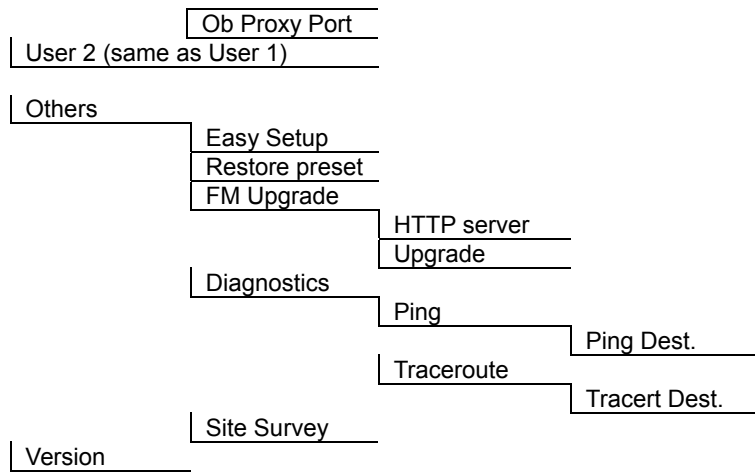 Ob Proxy Port
User 2 (same as User 1)
Others
Easy Setup
Restore preset
FM Upgrade
HTTP server
Upgrade
Diagnostics
Ping
Ping Dest.
Traceroute
Tracert Dest.
Site Survey
Version